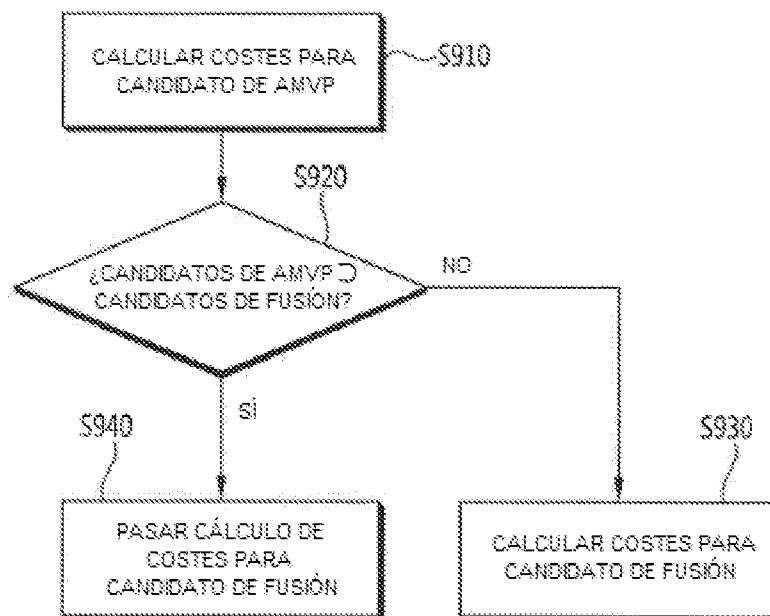 CALCULAR COSTES PARA
CANDIDATO DE AMVP
S910
S920
¿CANDIDATOS DE AMVP ⊃
CANDIDATOS DE FUSIÓN?
NO
SÍ
S940
S930
PASAR CÁLCULO DE
COSTES PARA
CANDIDATO DE FUSIÓN
CALCULAR COSTES PARA
CANDIDATO DE FUSIÓN